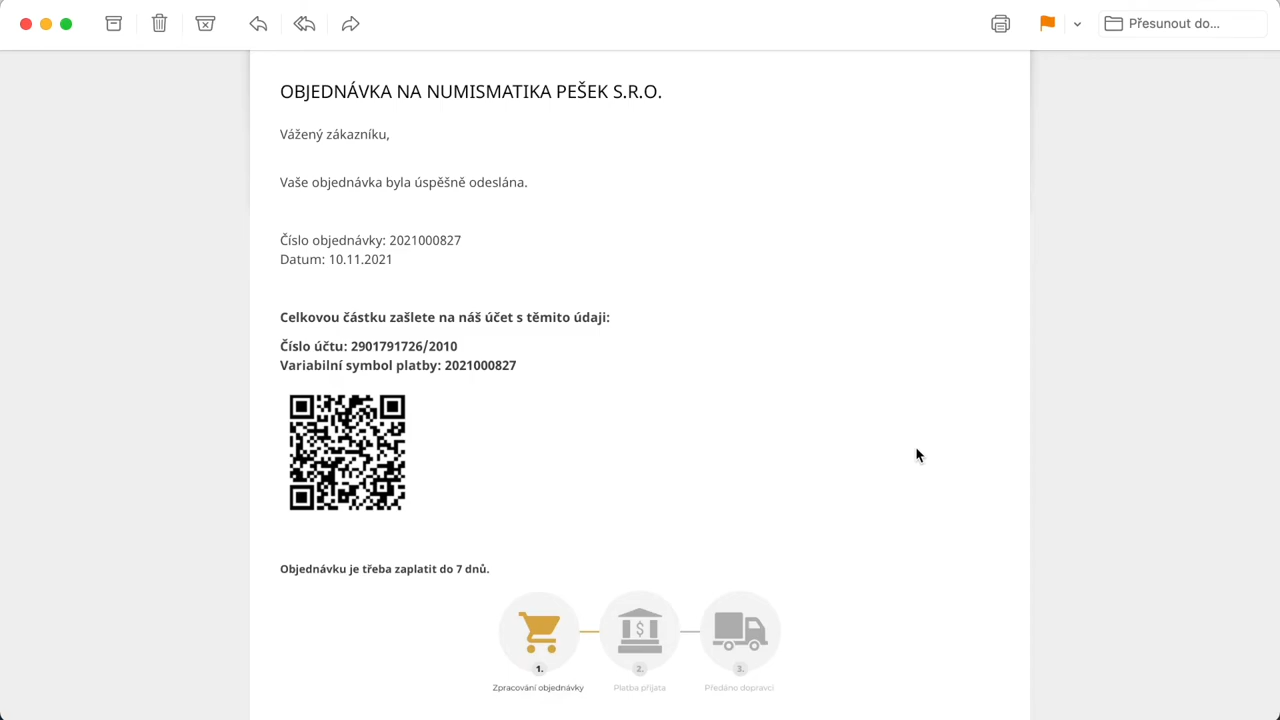 Přesunout do...
OBJEDNÁVKA NA NUMISMATIKA PEŠEK S.R.O.
Vážený zákazníku,
Vaše objednávka byla úspěšně odeslána.
Číslo objednávky: 2021000827
Datum: 10.11.2021
Celkovou částku zašlete na náš účet s těmito údaji:
Číslo účtu: 2901791726/2010
Variabilní symbol platby: 2021000827
Objednávku je třeba zaplatit do 7 dnů.
$
1. 2. 3.
Zpracování objednávky Platba přijata Předáno dopravci